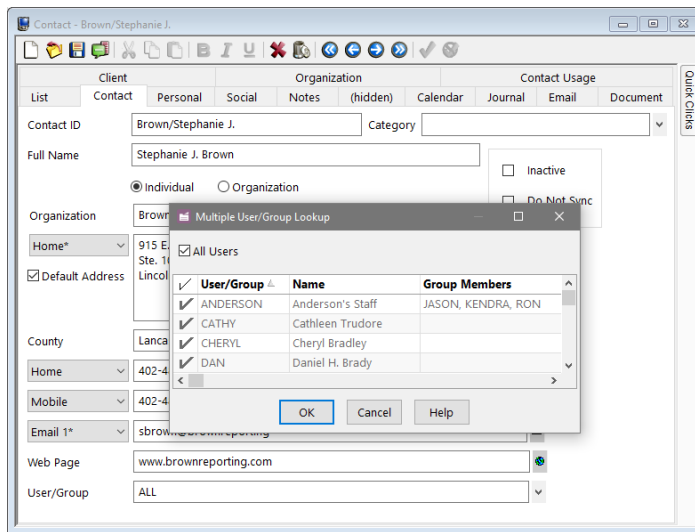 Contact - Brown/Stephanie J.
B I U
Client Organization Contact Usage
List Contact Personal Social Notes (hidden) Calendar Journal Email Document
Quick Clicks
Contact ID Brown/Stephanie J. Category
Full Name Stephanie J. Brown
Inactive
Individual Organization
Do Not Sync
Organization Brown
Multiple User/Group Lookup
Home* 915 E.
All Users
Ste. 10
Default Address Lincol
User/Group Name Group Members
ANDERSON Anderson's Staff JASON, KENDRA, RON
CATHY Cathleen Trudore
County Lanca
CHERYL Cheryl Bradley
DAN Daniel H. Brady
Home 402-4
Mobile 402-4
OK Cancel Help
Email 1* sbrown@brownreporting
Web Page www.brownreporting.com
User/Group ALL